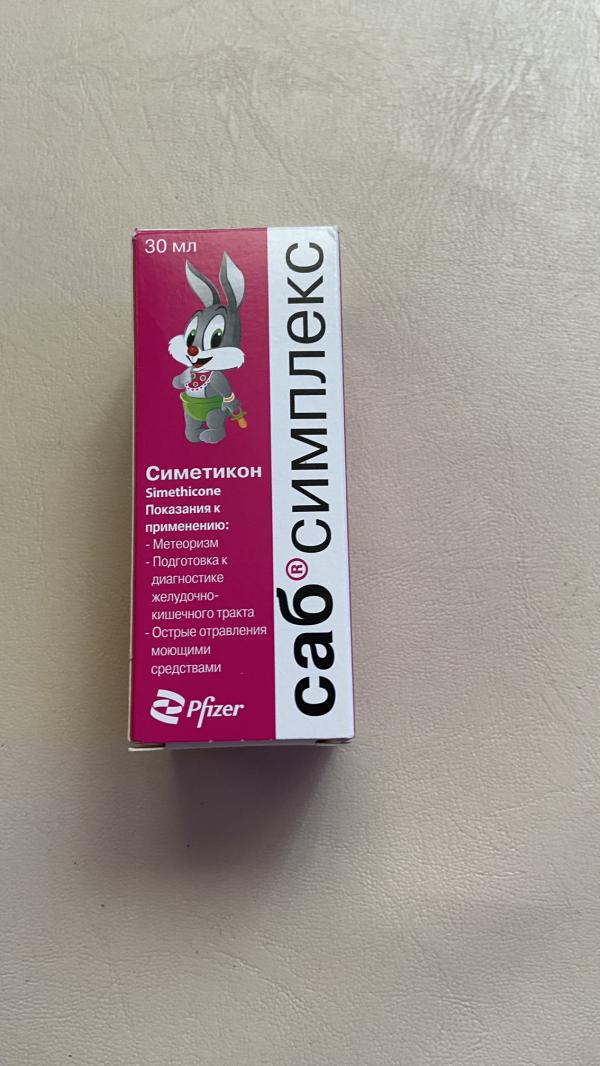 30 мл
Симетикон
Simethicone
Показания к
применению:
- Метеоризм
- Подготовка к
диагностике
желудочно-
кишечного тракта
- Острые отравления
моющими
средствами
Pfizer
саб®симплекс